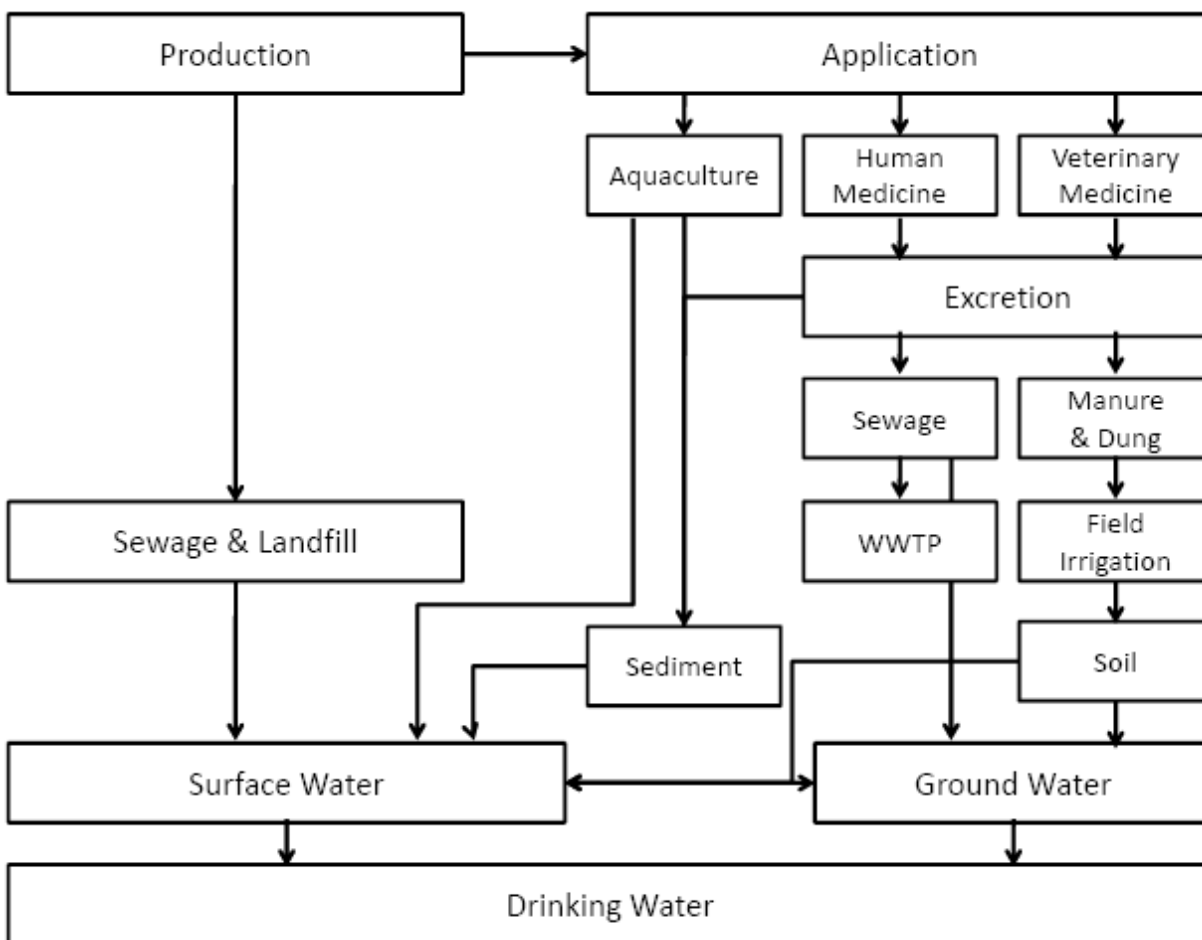 Production
Application
Aquaculture
Human
Medicine
Veterinary
Medicine
Excretion
Sewage
Manure
& Dung
Sewage & Landfill
WWTP
Field
Irrigation
Sediment
Soil
Surface Water
Ground Water
Drinking Water